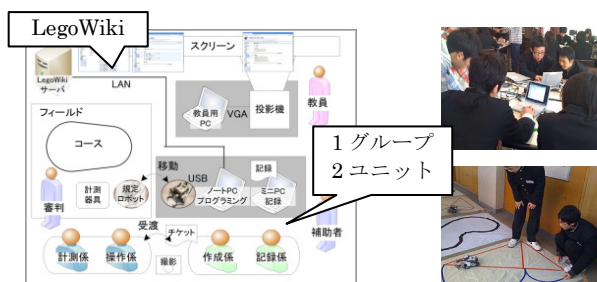 LegoWiki
スクリーン
LegoWiki
サーバ
LAN
教員用
PC
VGA
投影機
教員
フィールド
コース
1 グループ
2 ユニット
移動
USB
記録
計測
器具
規定
ロボット
ノートPC
プログラミング
ミニPC
記録
審判
受渡
チケット
補助者
計測係
操作係
撮影
作成係
記録係